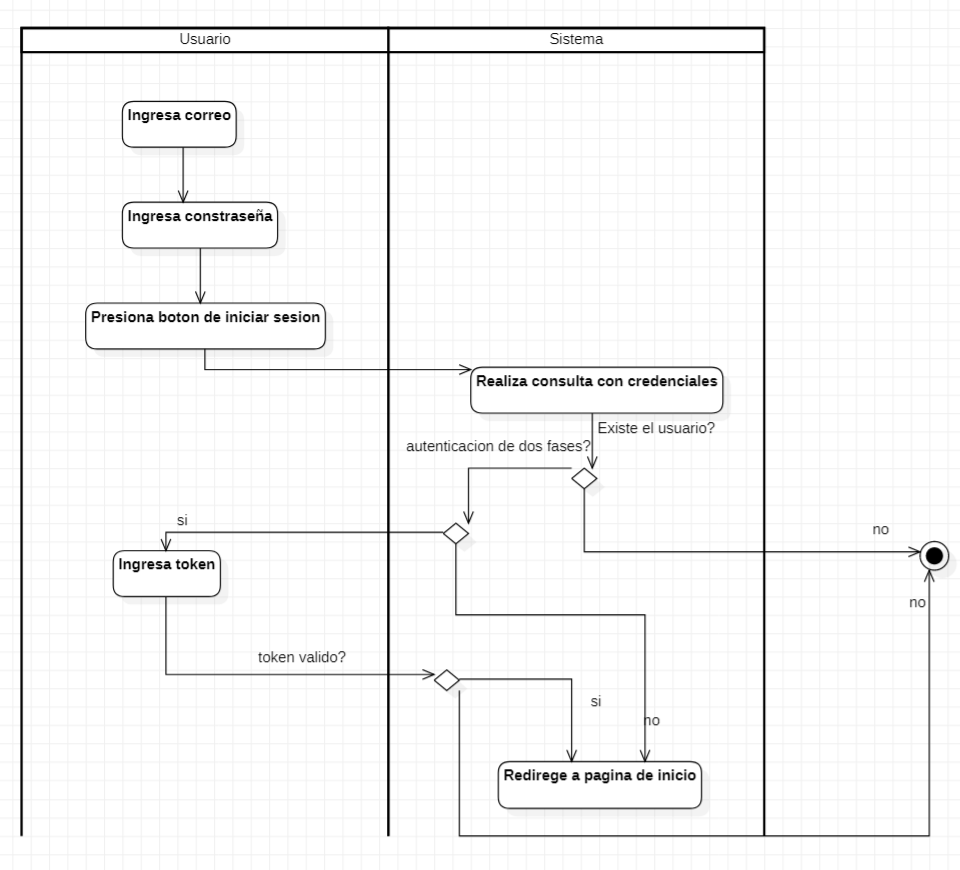 Usuario
Sistema
Ingresa correo
Ingresa constraseña
Presiona boton de iniciar sesion
Realiza consulta con credenciales
Existe el usuario?
autenticacion de dos fases?
si
no
Ingresa token
no
token valido?
si
no
Redirege a pagina de inicio